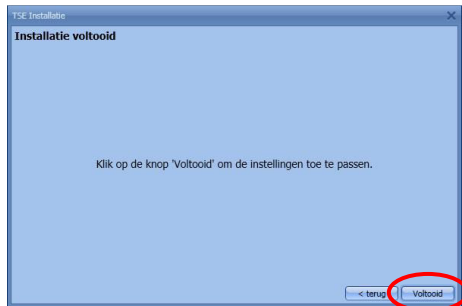 TSE Installatie
Installatie voltooid
Klik op de knop 'Voltooid' om de instellingen toe te passen.
< terug
Voltooid